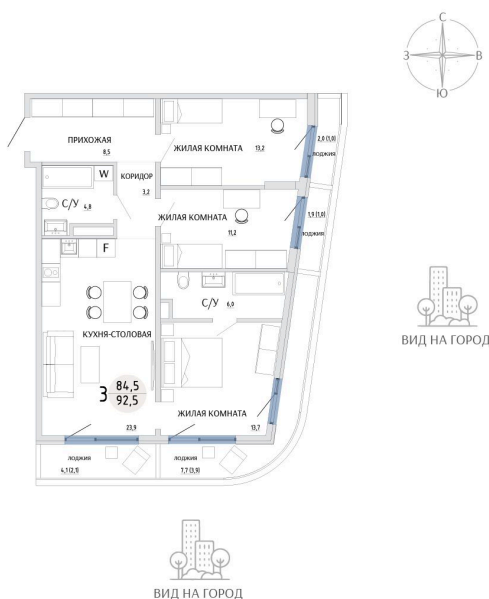 С
З
В
Ю
ПРИХОЖАЯ
8,5
ЖИЛАЯ КОМНАТА
13,2
2,0 (1,0)
ЛОДЖИЯ
W
КОРИДОР
3,2
С/У
4,8
ЖИЛАЯ КОМНАТА
11,2
1,9 (1,0)
ЛОДЖИЯ
F
С/У
6,0
КУХНЯ-СТОЛОВАЯ
3
84,5
92,5
23,9
ЖИЛАЯ КОМНАТА
13,7
ЛОДЖИЯ
4,1 (2,1)
ЛОДЖИЯ
7,7 (3,9)
ВИД НА ГОРОД
ВИД НА ГОРОД